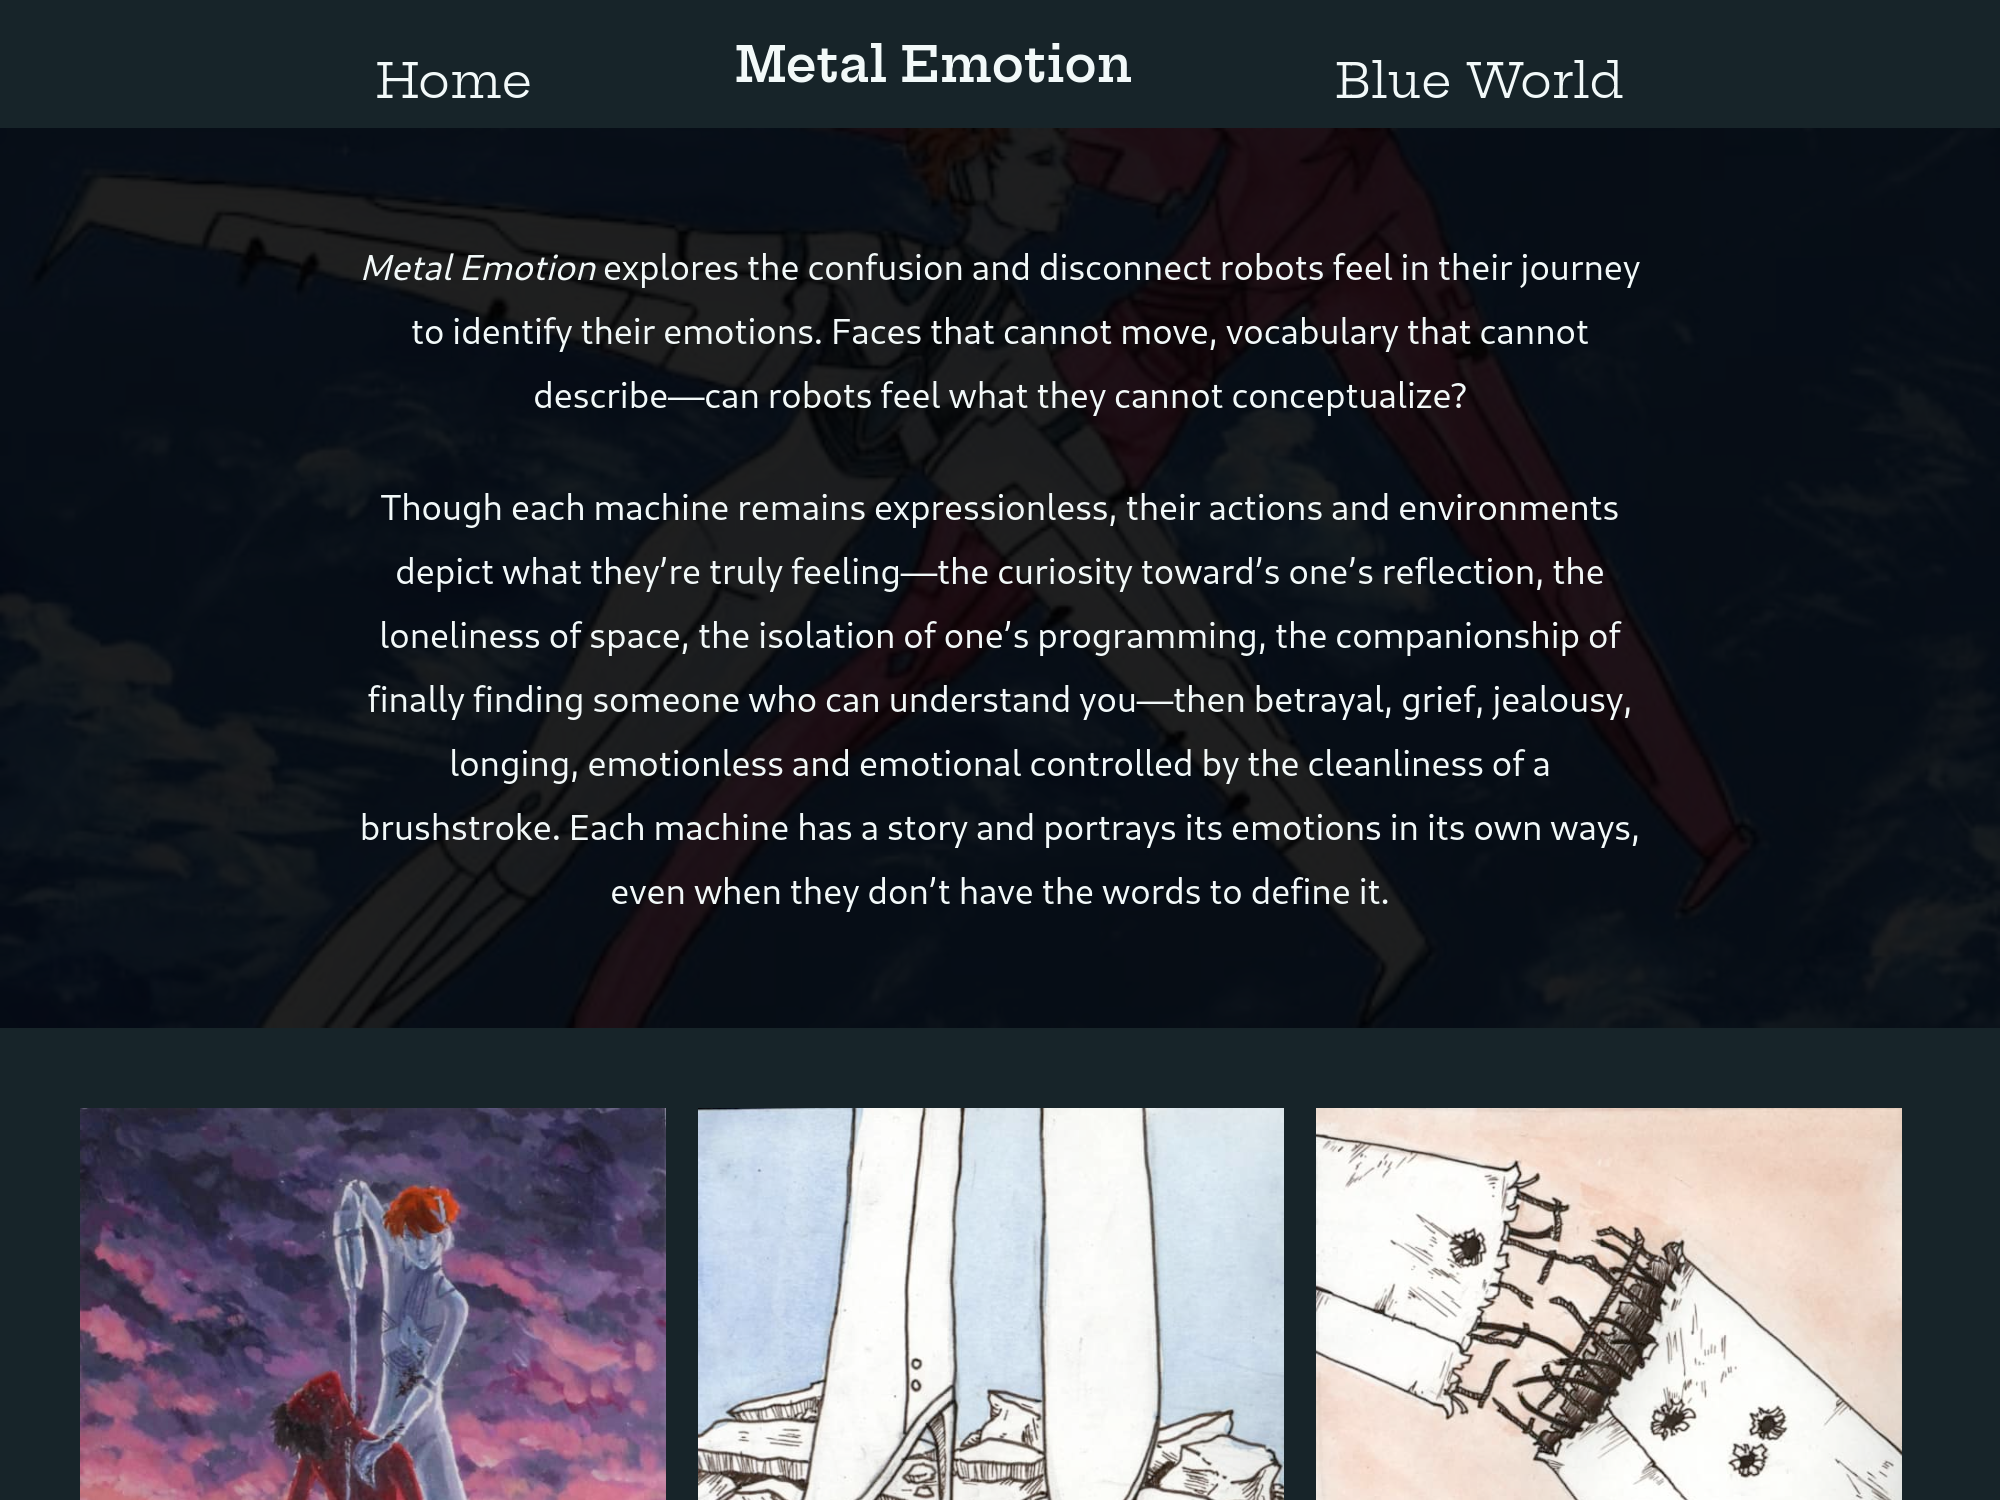 Home
Metal Emotion
Blue World
Metal Emotion explores the confusion and disconnect robots feel in their journey
to identify their emotions. Faces that cannot move, vocabulary that cannot
describe—can robots feel what they cannot conceptualize?
Though each machine remains expressionless, their actions and environments
depict what they’re truly feeling—the curiosity toward’s one’s reflection, the
loneliness of space, the isolation of one’s programming, the companionship of
finally finding someone who can understand you—then betrayal, grief, jealousy,
longing, emotionless and emotional controlled by the cleanliness of a
brushstroke. Each machine has a story and portrays its emotions in its own ways,
even when they don’t have the words to define it.